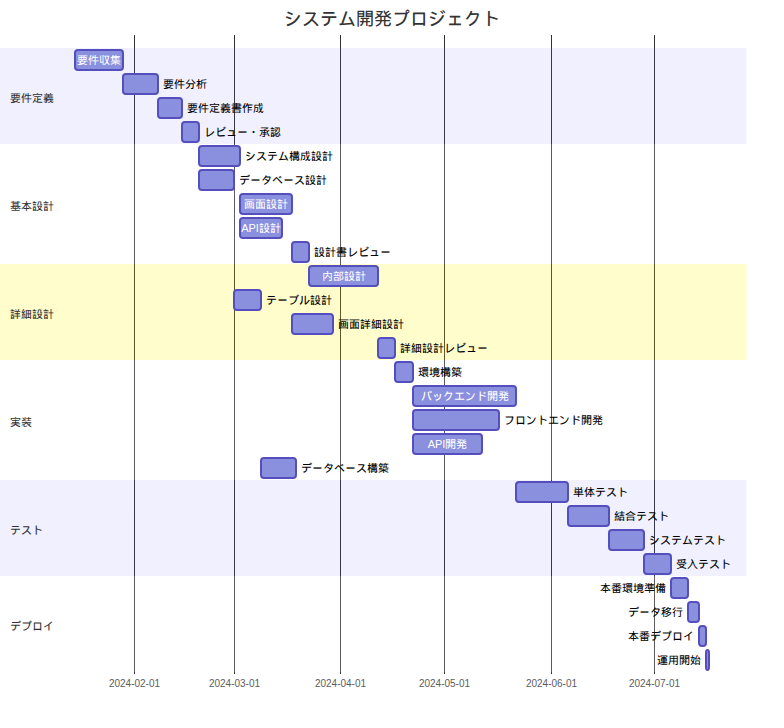 システム開発プロジェクト
要件収集
要件分析
要件定義
要件定義書作成
レビュー・承認
システム構成設計
データベース設計
基本設計
画面設計
API設計
設計書レビュー
内部設計
テーブル設計
詳細設計
画面詳細設計
詳細設計レビュー
環境構築
バックエンド開発
実装
フロントエンド開発
API開発
データベース構築
単体テスト
結合テスト
テスト
システムテスト
受入テスト
本番環境準備
データ移行
デプロイ
本番デプロイ
運用開始
2024-02-01
2024-03-01
2024-04-01
2024-05-01
2024-06-01
2024-07-01